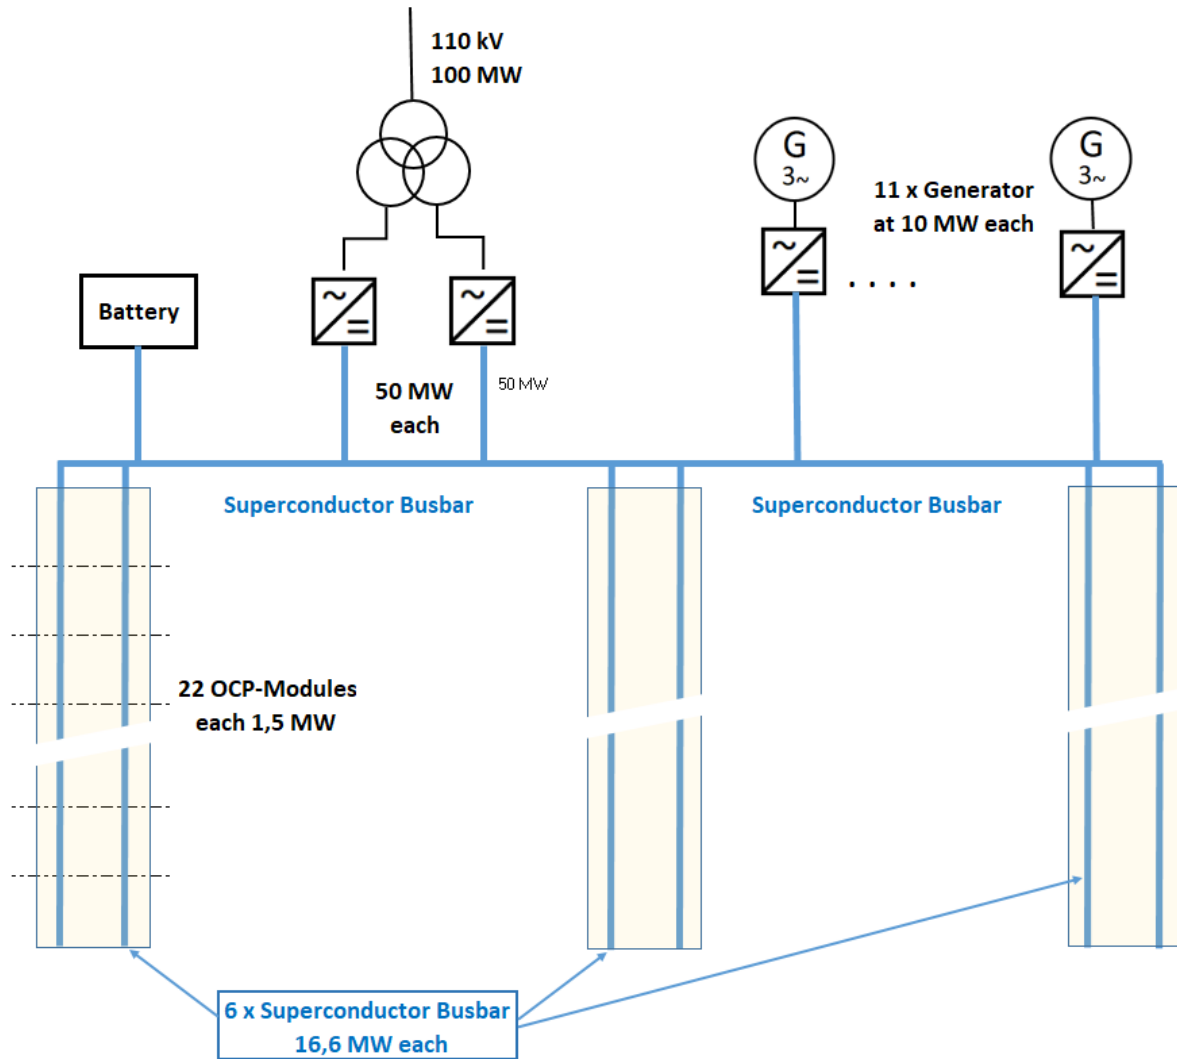 110 kV
100 MW
G
3~
G
3~
11 x Generator
at 10 MW each
~
=
~
=
~
=
~
=
. . . .
Battery
50 MW
each
50 MW
Superconductor Busbar
Superconductor Busbar
22 OCP-Modules
each 1,5 MW
6 x Superconductor Busbar
16,6 MW each